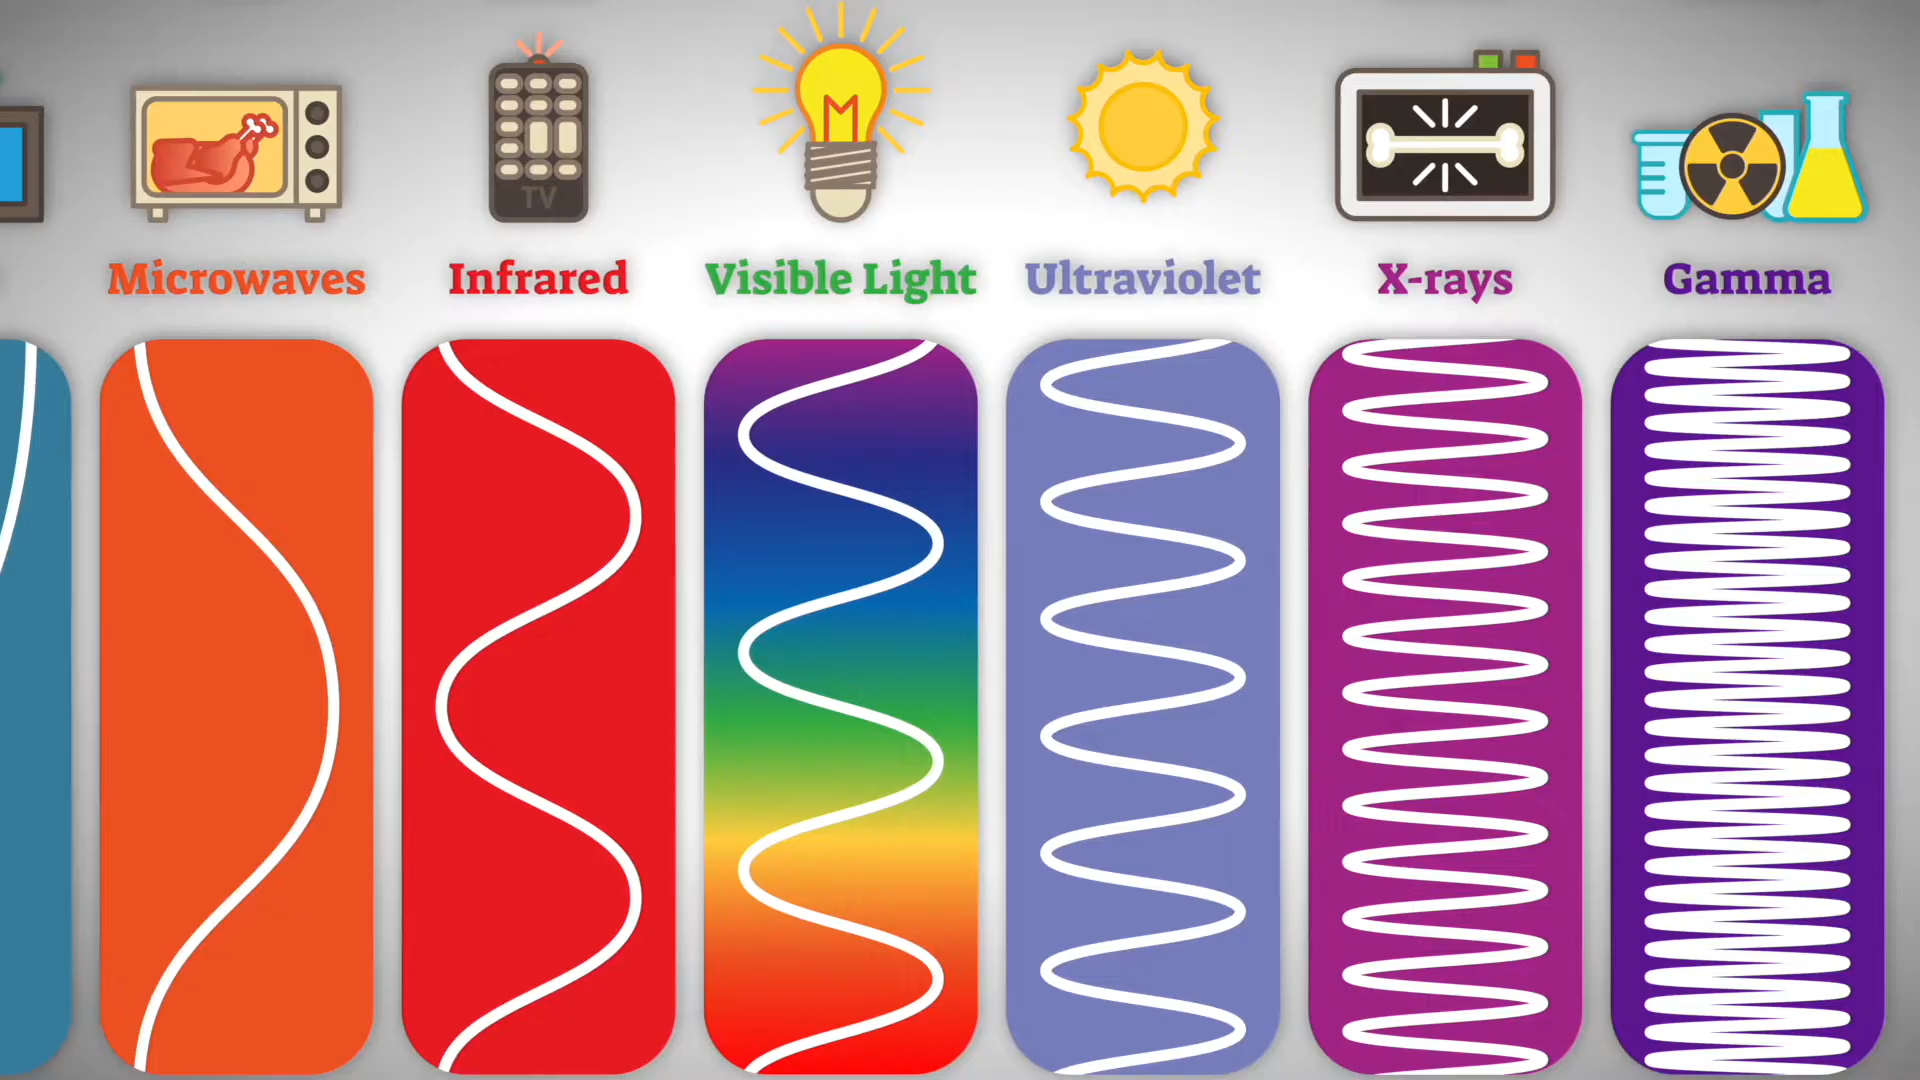 TV
Microwaves
Infrared
Visible Light
Ultraviolet
X-rays
Gamma